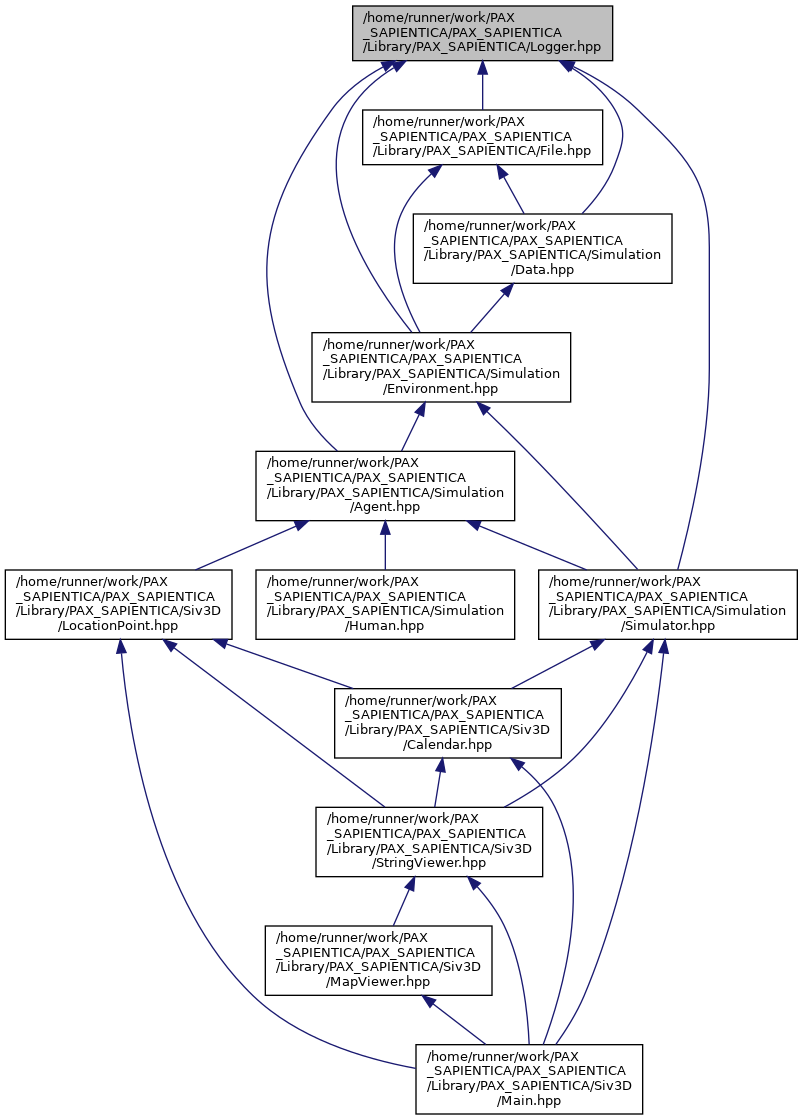 /home/runner/work/PAX
_SAPIENTICA/PAX_SAPIENTICA
/Library/PAX_SAPIENTICA/Logger.hpp
/home/runner/work/PAX
_SAPIENTICA/PAX_SAPIENTICA
/Library/PAX_SAPIENTICA/File.hpp
/home/runner/work/PAX
_SAPIENTICA/PAX_SAPIENTICA
/Library/PAX_SAPIENTICA/Simulation
/Data.hpp
/home/runner/work/PAX
_SAPIENTICA/PAX_SAPIENTICA
/Library/PAX_SAPIENTICA/Simulation
/Environment.hpp
/home/runner/work/PAX
_SAPIENTICA/PAX_SAPIENTICA
/Library/PAX_SAPIENTICA/Simulation
/Agent.hpp
/home/runner/work/PAX
_SAPIENTICA/PAX_SAPIENTICA
/Library/PAX_SAPIENTICA/Siv3D
/LocationPoint.hpp
/home/runner/work/PAX
_SAPIENTICA/PAX_SAPIENTICA
/Library/PAX_SAPIENTICA/Simulation
/Human.hpp
/home/runner/work/PAX
_SAPIENTICA/PAX_SAPIENTICA
/Library/PAX_SAPIENTICA/Simulation
/Simulator.hpp
/home/runner/work/PAX
_SAPIENTICA/PAX_SAPIENTICA
/Library/PAX_SAPIENTICA/Siv3D
/Calendar.hpp
/home/runner/work/PAX
_SAPIENTICA/PAX_SAPIENTICA
/Library/PAX_SAPIENTICA/Siv3D
/StringViewer.hpp
/home/runner/work/PAX
_SAPIENTICA/PAX_SAPIENTICA
/Library/PAX_SAPIENTICA/Siv3D
/MapViewer.hpp
/home/runner/work/PAX
_SAPIENTICA/PAX_SAPIENTICA
/Library/PAX_SAPIENTICA/Siv3D
/Main.hpp